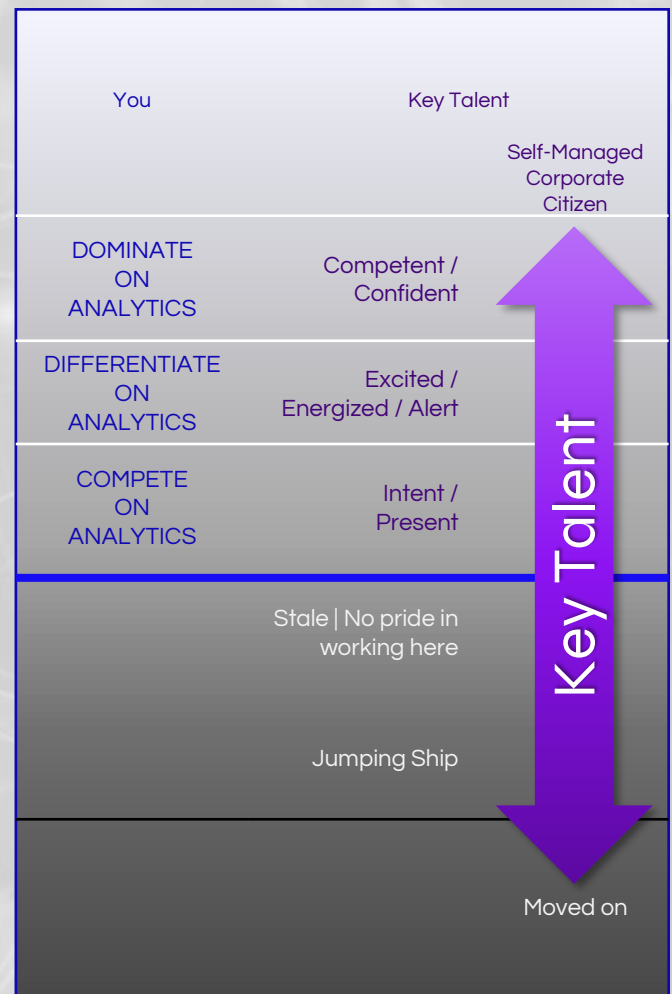 You
Key Talent
Self-Managed
Corporate
Citizen
DOMINATE
ON
ANALYTICS
Competent /
Confident
DIFFERENTIATE
ON
ANALYTICS
Excited /
Energized / Alert
COMPETE
ON
ANALYTICS
Intent /
Present
Key Talent
Stale | No pride in
working here
Jumping Ship
Moved on